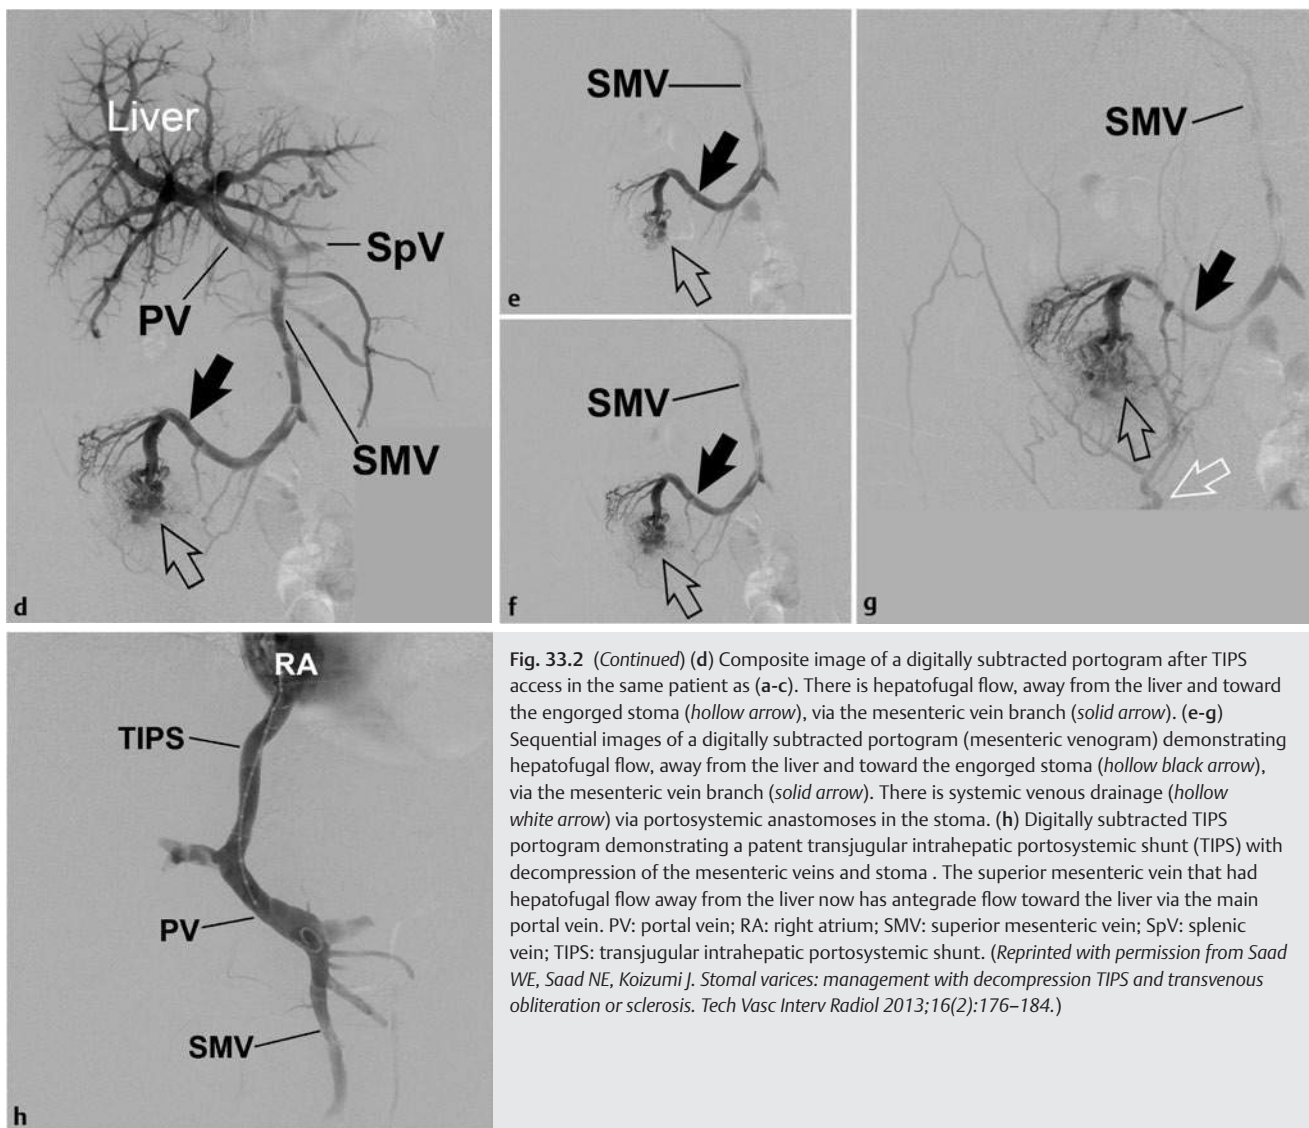 Liver
SpV
PV
SMV
d
SMV
e
SMV
f
SMV
g
RA
TIPS
PV
SMV
h
Fig. 33.2 (Continued) (d) Composite image of a digitally subtracted portogram after TIPS
access in the same patient as (a-c). There is hepatofugal flow, away from the liver and toward
the engorged stoma (hollow arrow), via the mesenteric vein branch (solid arrow). (e-g)
Sequential images of a digitally subtracted portogram (mesenteric venogram) demonstrating
hepatofugal flow, away from the liver and toward the engorged stoma (hollow black arrow),
via the mesenteric vein branch (solid arrow). There is systemic venous drainage (hollow
white arrow) via portosystemic anastomoses in the stoma. (h) Digitally subtracted TIPS
portogram demonstrating a patent transjugular intrahepatic portosystemic shunt (TIPS) with
decompression of the mesenteric veins and stoma . The superior mesenteric vein that had
hepatofugal flow away from the liver now has antegrade flow toward the liver via the main
portal vein. PV: portal vein; RA: right atrium; SMV: superior mesenteric vein; SpV: splenic
vein; TIPS: transjugular intrahepatic portosystemic shunt. (Reprinted with permission from Saad
WE, Saad NE, Koizumi J. Stomal varices: management with decompression TIPS and transvenous
obliteration or sclerosis. Tech Vasc Interv Radiol 2013;16(2):176–184.)